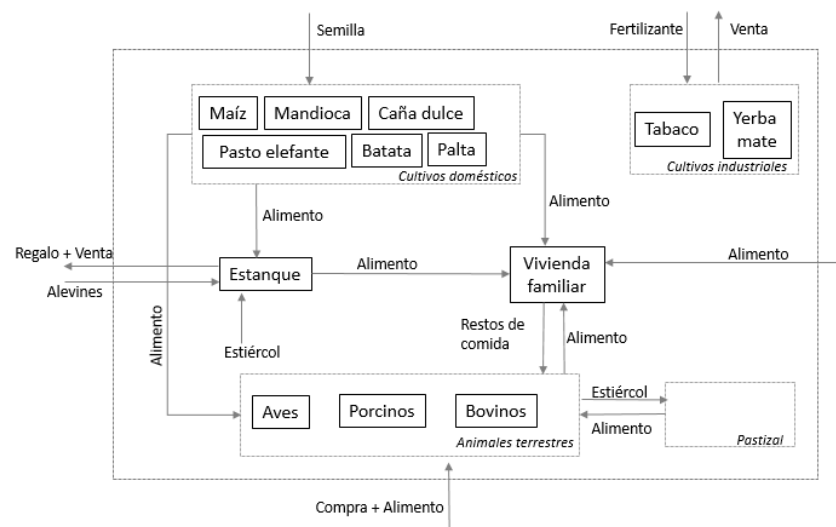 Semilla
Fertilizante
Venta
Maíz
Mandioca
Caña dulce
Pasto elefante
Batata
Palta
Cultivos domésticos
Tabaco
Yerba
mate
Cultivos industriales
Alimento
Alimento
Regalo + Venta
Alevines
Estanque
Alimento
Vivienda
familiar
Alimento
Alimento
Estiércol
Restos de
comida
Alimento
Aves
Porcinos
Bovinos
Animales terrestres
Estiércol
Alimento
Pastizal
Compra + Alimento